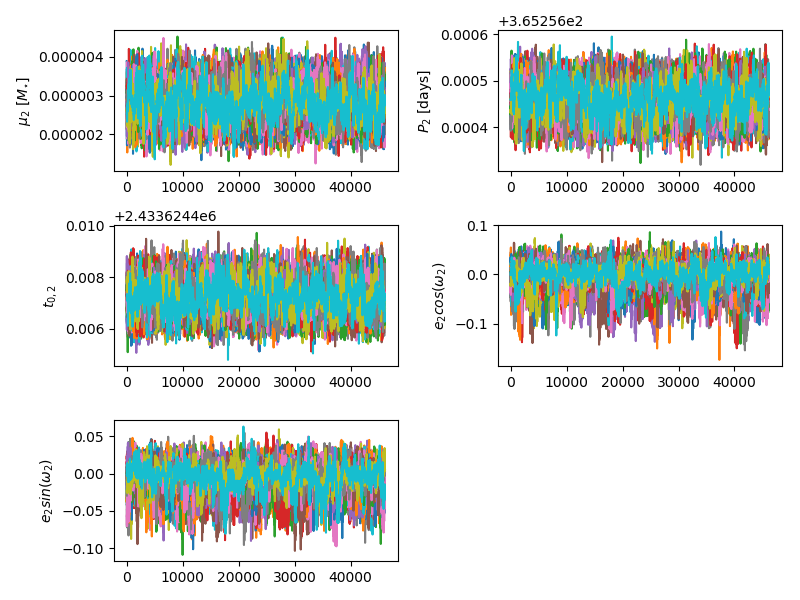 +3.65256e2
0.000004
0.000003
0.000002
μ₂ [M⋆]
0 10000 20000 30000 40000
0.0006
0.0005
0.0004
P₂ [days]
0 10000 20000 30000 40000
+2.4336244e6
0.010
0.008
0.006
t₀,₂
0 10000 20000 30000 40000
0.1
0.0
−0.1
e₂cos(ω₂)
0 10000 20000 30000 40000
0.05
0.00
−0.05
−0.10
e₂sin(ω₂)
0 10000 20000 30000 40000